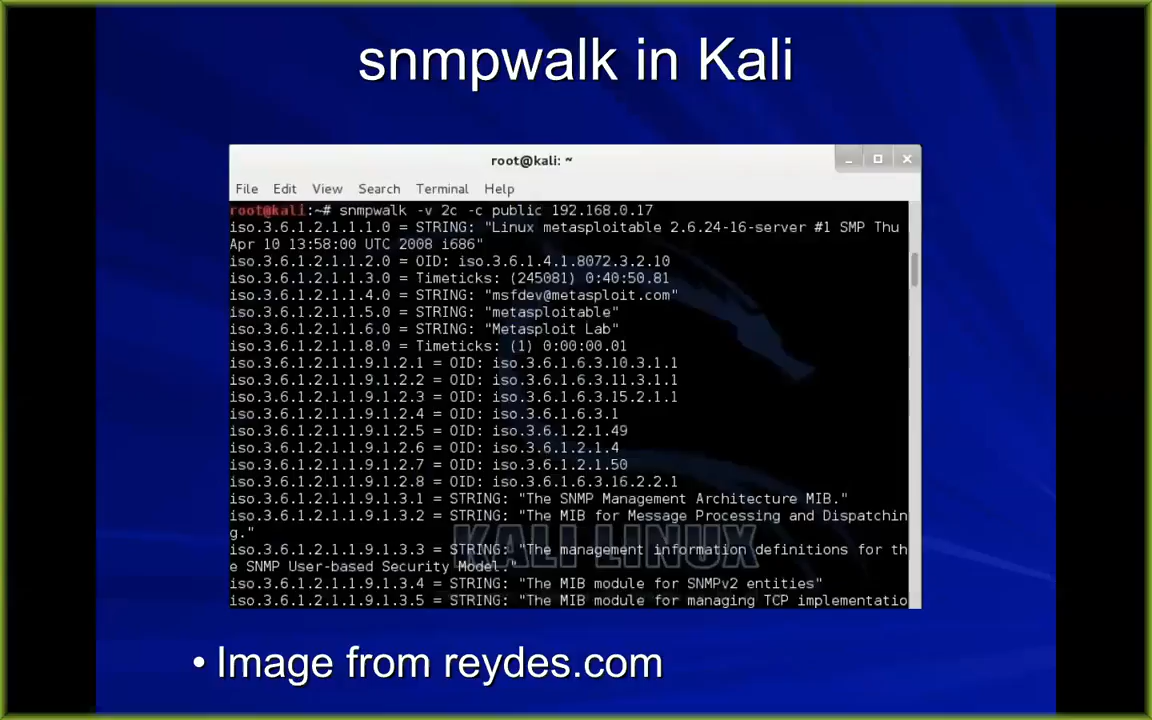 snmpwalk in Kali
root@kali: ~
File Edit View Search Terminal Help
root@kali:~# snmpwalk -v 2c -c public 192.168.0.17
iso.3.6.1.2.1.1.1.0 = STRING: "Linux metasploitable 2.6.24-16-server #1 SMP Thu
Apr 10 13:58:00 UTC 2008 i686"
iso.3.6.1.2.1.1.2.0 = OID: iso.3.6.1.4.1.8072.3.2.10
iso.3.6.1.2.1.1.3.0 = Timeticks: (245081) 0:40:50.81
iso.3.6.1.2.1.1.4.0 = STRING: "msfdev@metasploit.com"
iso.3.6.1.2.1.1.5.0 = STRING: "metasploitable"
iso.3.6.1.2.1.1.6.0 = STRING: "Metasploit Lab"
iso.3.6.1.2.1.1.8.0 = Timeticks: (1) 0:00:00.01
iso.3.6.1.2.1.1.9.1.2.1 = OID: iso.3.6.1.6.3.10.3.1.1
iso.3.6.1.2.1.1.9.1.2.2 = OID: iso.3.6.1.6.3.11.3.1.1
iso.3.6.1.2.1.1.9.1.2.3 = OID: iso.3.6.1.6.3.15.2.1.1
iso.3.6.1.2.1.1.9.1.2.4 = OID: iso.3.6.1.6.3.1
iso.3.6.1.2.1.1.9.1.2.5 = OID: iso.3.6.1.2.1.49
iso.3.6.1.2.1.1.9.1.2.6 = OID: iso.3.6.1.2.1.4
iso.3.6.1.2.1.1.9.1.2.7 = OID: iso.3.6.1.2.1.50
iso.3.6.1.2.1.1.9.1.2.8 = OID: iso.3.6.1.6.3.16.2.2.1
iso.3.6.1.2.1.1.9.1.3.1 = STRING: "The SNMP Management Architecture MIB."
iso.3.6.1.2.1.1.9.1.3.2 = STRING: "The MIB for Message Processing and Dispatchin
g."
iso.3.6.1.2.1.1.9.1.3.3 = STRING: "The management information definitions for th
e SNMP User-based Security Model."
KALI LINUX
iso.3.6.1.2.1.1.9.1.3.4 = STRING: "The MIB module for SNMPv2 entities"
iso.3.6.1.2.1.1.9.1.3.5 = STRING: "The MIB module for managing TCP implementatio
• Image from reydes.com